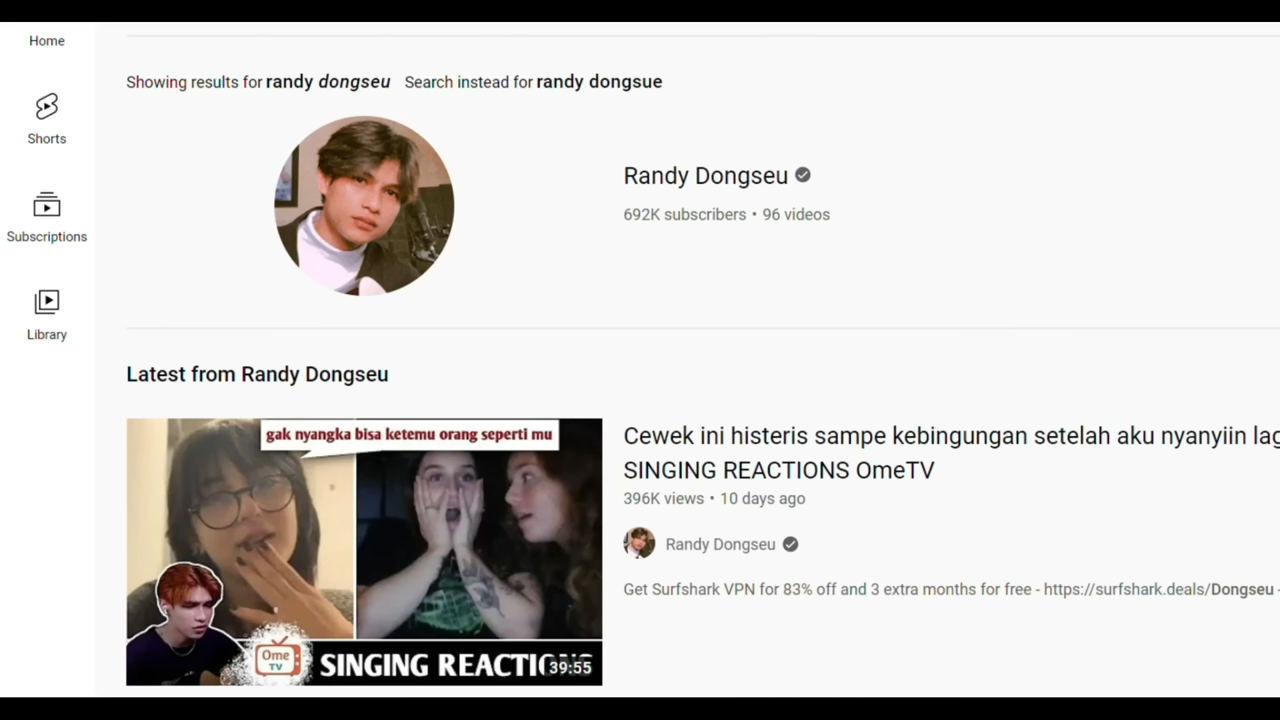 Home
Showing results for randy dongseu Search instead for randy dongsue
Shorts
Randy Dongseu
692K subscribers • 96 videos
Subscriptions
Library
Latest from Randy Dongseu
gak nyangka bisa ketemu orang seperti mu
Cewek ini histeris sampe kebingungan setelah aku nyanyiin lag
SINGING REACTIONS OmeTV
396K views • 10 days ago
Randy Dongseu
Get Surfshark VPN for 83% off and 3 extra months for free - https://surfshark.deals/Dongseu -
Ome
TV
SINGING REACTIONS
39:55